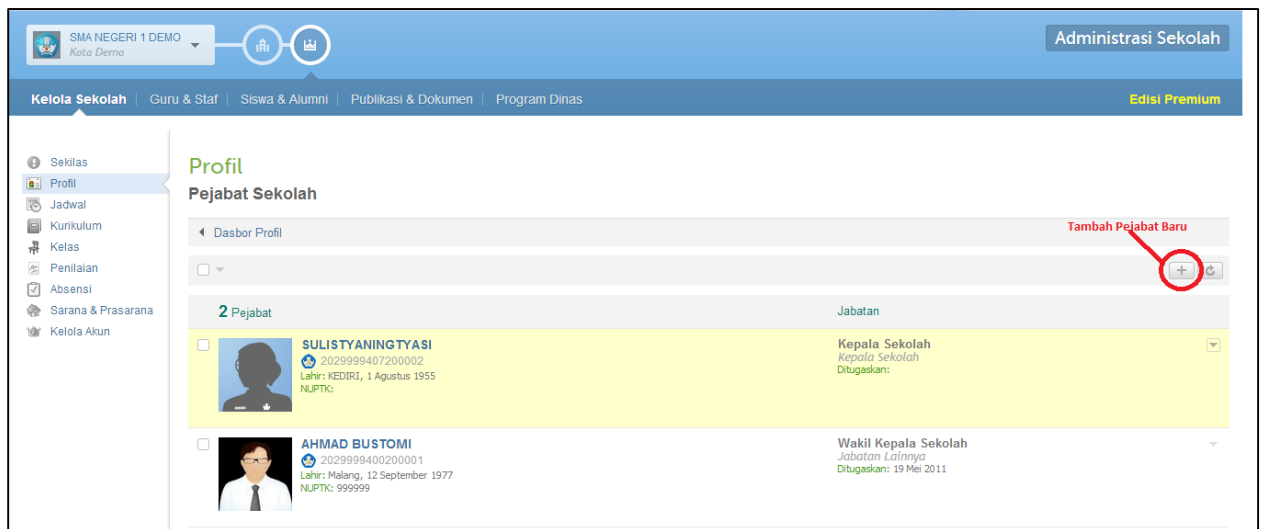 SMA NEGERI 1 DEMO
Kota Demo
Administrasi Sekolah
Kelola Sekolah | Guru & Staf | Siswa & Alumni | Publikasi & Dokumen | Program Dinas
Edisi Premium
Sekilas
Profil
Jadwal
Kurikulum
Kelas
Penilaian
Absensi
Sarana & Prasarana
Kelola Akun
Profil
Pejabat Sekolah
Dasbor Profil
Tambah Pejabat Baru
2 Pejabat
Jabatan
SULISTYANINGTYASI
2029999407200002
Lahir: KEDIRI, 1 Agustus 1955
NUPTK:
Kepala Sekolah
Kepala Sekolah
Ditugaskan:
AHMAD BUSTOMI
2029999400200001
Lahir: Malang, 12 September 1977
NUPTK: 999999
Wakil Kepala Sekolah
Jabatan Lainnya
Ditugaskan: 19 Mei 2011